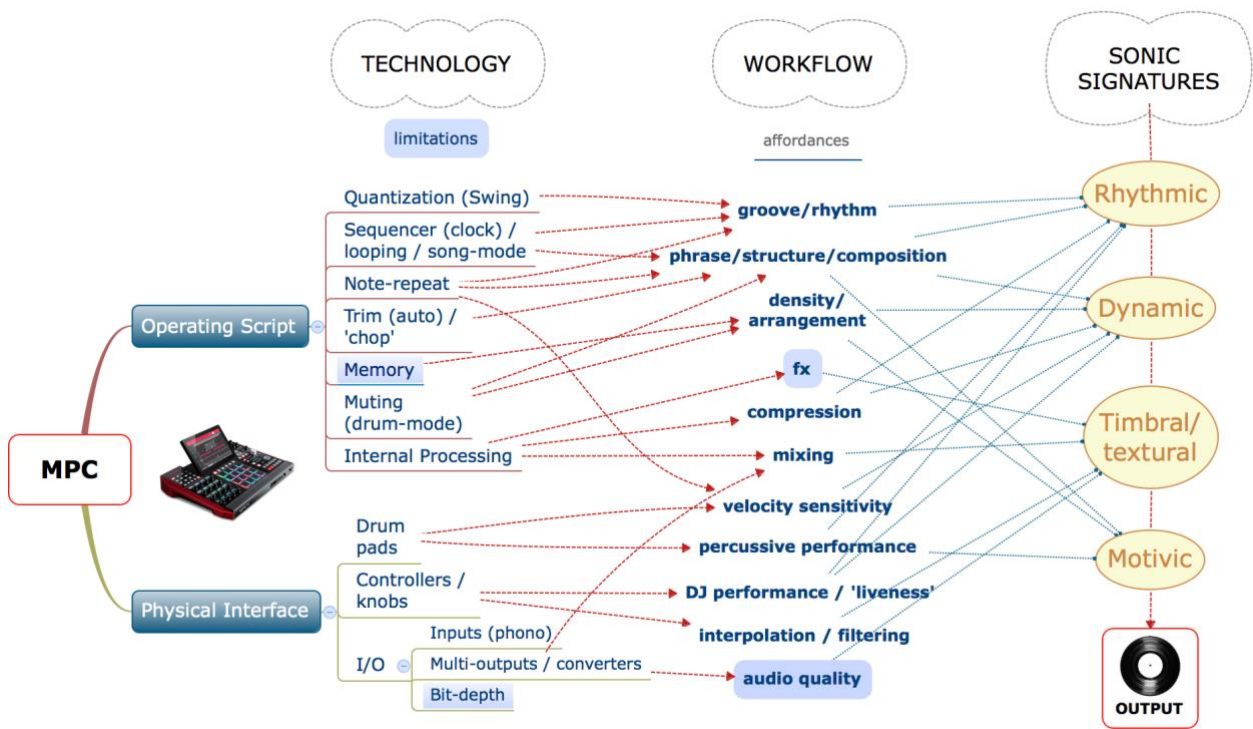 TECHNOLOGY
WORKFLOW
SONIC
SIGNATURES
limitations
affordances
Quantization (Swing)
Sequencer (clock) /
looping / song-mode
Note-repeat
Trim (auto) /
'chop'
Memory
Muting
(drum-mode)
Internal Processing
Operating Script
MPC
Physical Interface
Drum
pads
Controllers /
knobs
I/O
Inputs (phono)
Multi-outputs / converters
Bit-depth
groove/rhythm
phrase/structure/composition
density/
arrangement
fx
compression
mixing
velocity sensitivity
percussive performance
DJ performance / 'liveness'
interpolation / filtering
audio quality
Rhythmic
Dynamic
Timbral/
textural
Motivic
OUTPUT